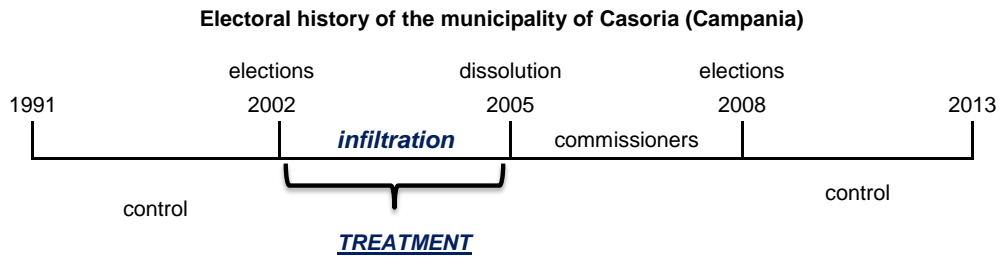 Electoral history of the municipality of Casoria (Campania)
elections dissolution elections
1991 2002 2005 2008 2013
infiltration commissioners
control control
TREATMENT